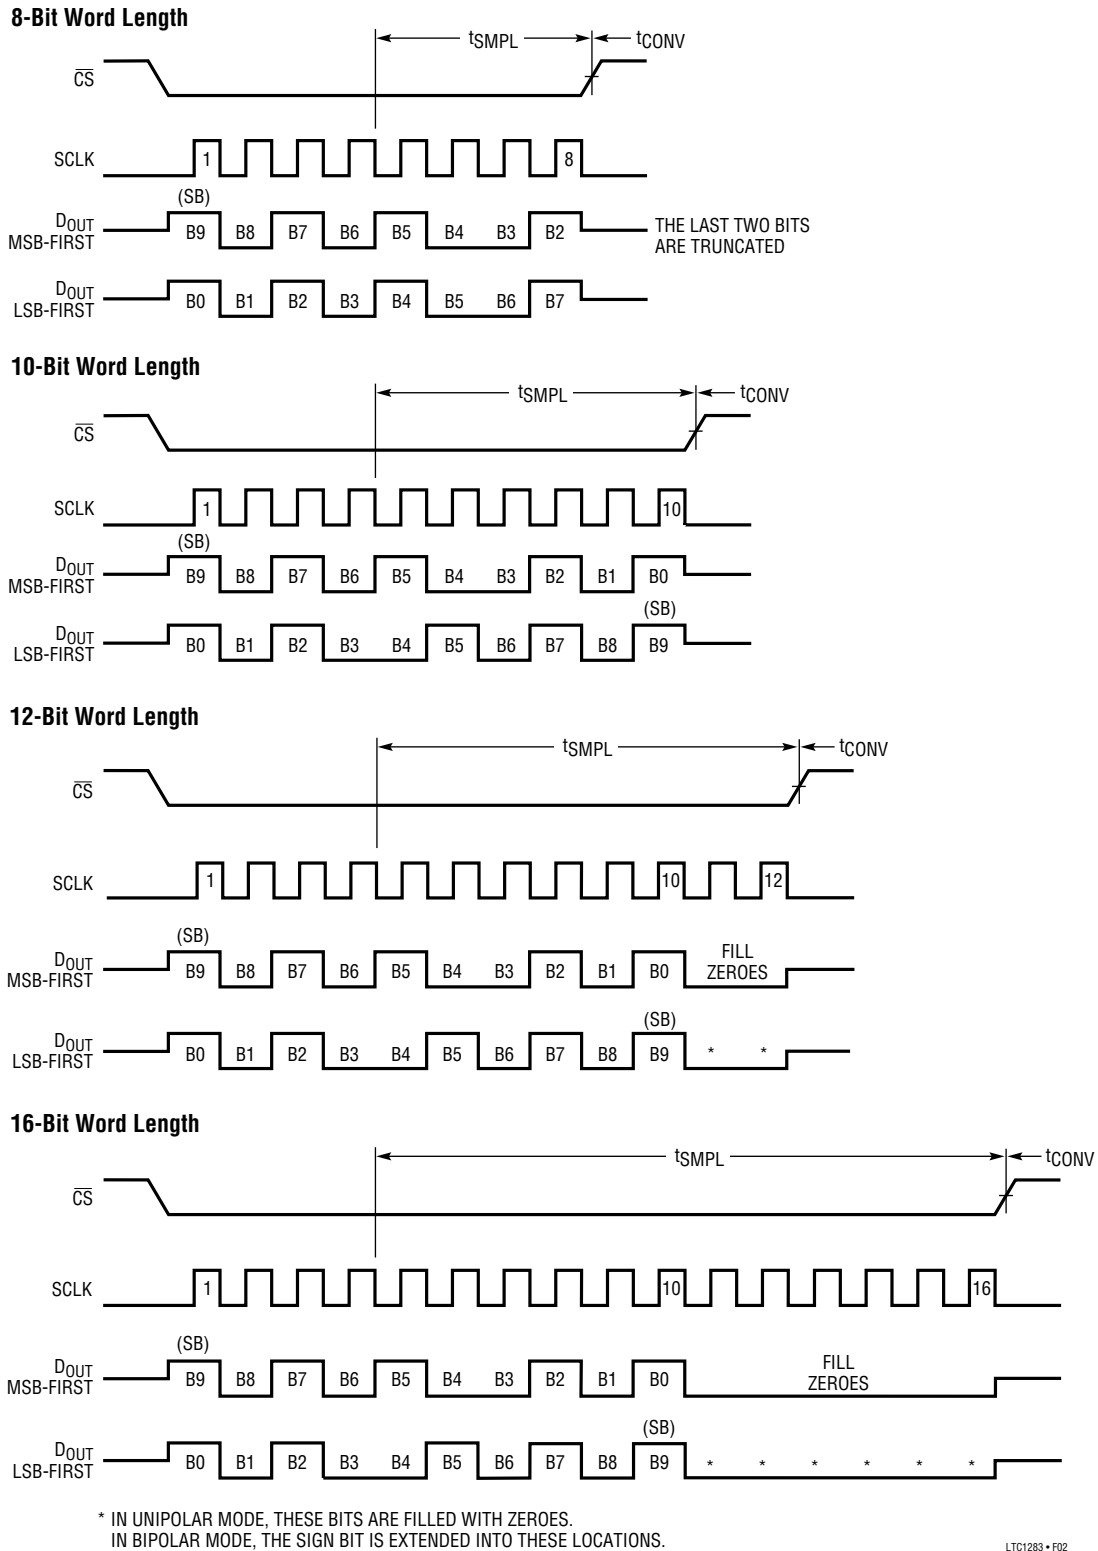 8-Bit Word Length
tSMPL tCONV
CS
SCLK 1 8
(SB)
DOUT MSB-FIRST B9 B8 B7 B6 B5 B4 B3 B2 THE LAST TWO BITS
ARE TRUNCATED
DOUT LSB-FIRST B0 B1 B2 B3 B4 B5 B6 B7
10-Bit Word Length
tSMPL tCONV
CS
SCLK 1 10
(SB)
DOUT MSB-FIRST B9 B8 B7 B6 B5 B4 B3 B2 B1 B0
(SB)
DOUT LSB-FIRST B0 B1 B2 B3 B4 B5 B6 B7 B8 B9
12-Bit Word Length
tSMPL tCONV
CS
SCLK 1 10 12
(SB)
DOUT MSB-FIRST B9 B8 B7 B6 B5 B4 B3 B2 B1 B0 FILL
ZEROES
(SB)
DOUT LSB-FIRST B0 B1 B2 B3 B4 B5 B6 B7 B8 B9 * *
16-Bit Word Length
tSMPL tCONV
CS
SCLK 1 10 16
(SB)
DOUT MSB-FIRST B9 B8 B7 B6 B5 B4 B3 B2 B1 B0 FILL
ZEROES
(SB)
DOUT LSB-FIRST B0 B1 B2 B3 B4 B5 B6 B7 B8 B9 * * * * * *
* IN UNIPOLAR MODE, THESE BITS ARE FILLED WITH ZEROES.
IN BIPOLAR MODE, THE SIGN BIT IS EXTENDED INTO THESE LOCATIONS.
LTC1283 • F02